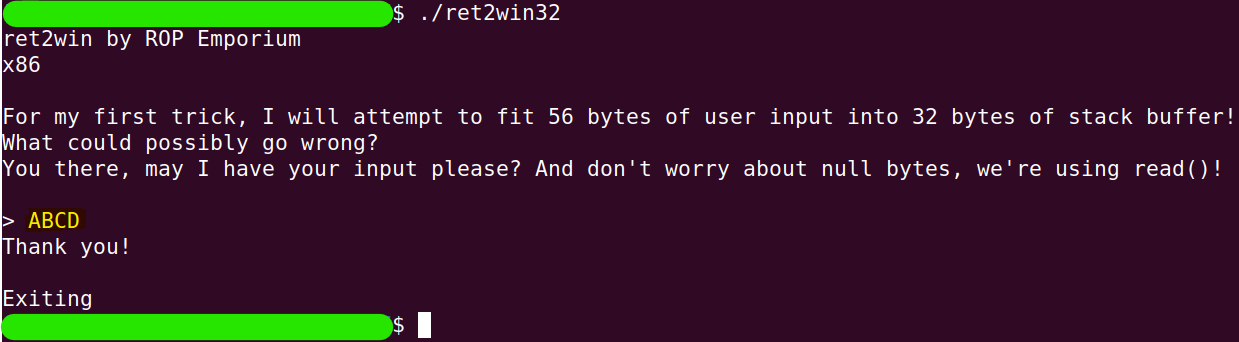 $ ./ret2win32
ret2win by ROP Emporium
x86
For my first trick, I will attempt to fit 56 bytes of user input into 32 bytes of stack buffer!
What could possibly go wrong?
You there, may I have your input please? And don't worry about null bytes, we're using read()!
> ABCD
Thank you!
Exiting
$